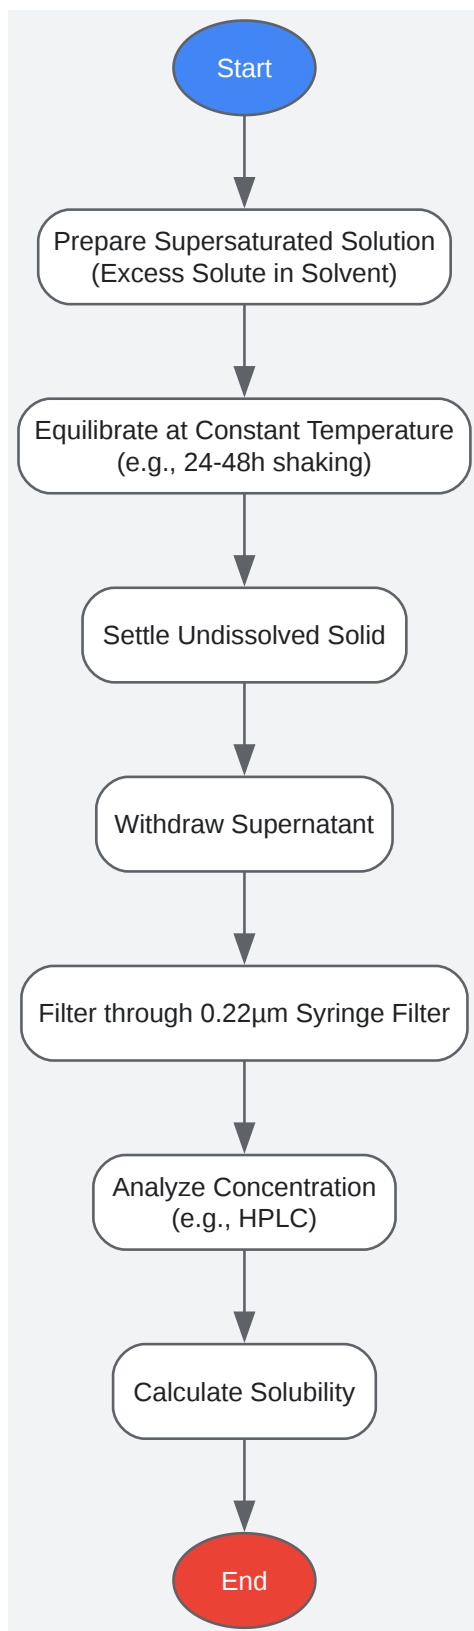 Start
Prepare Supersaturated Solution
(Excess Solute in Solvent)
Equilibrate at Constant Temperature
(e.g., 24-48h shaking)
Settle Undissolved Solid
Withdraw Supernatant
Filter through 0.22µm Syringe Filter
Analyze Concentration
(e.g., HPLC)
Calculate Solubility
End